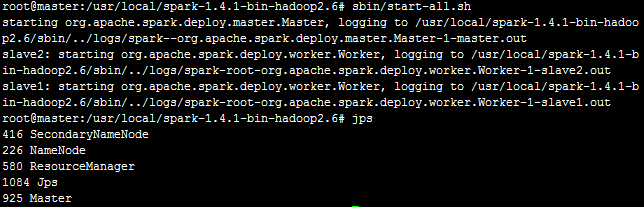 root@master:/usr/local/spark-1.4.1-bin-hadoop2.6# sbin/start-all.sh
starting org.apache.spark.deploy.master.Master, logging to /usr/local/spark-1.4.1-bin-hadoo
p2.6/sbin/../logs/spark--org.apache.spark.deploy.master.Master-1-master.out
slave2: starting org.apache.spark.deploy.worker.Worker, logging to /usr/local/spark-1.4.1-b
in-hadoop2.6/sbin/../logs/spark-root-org.apache.spark.deploy.worker.Worker-1-slave2.out
slave1: starting org.apache.spark.deploy.worker.Worker, logging to /usr/local/spark-1.4.1-b
in-hadoop2.6/sbin/../logs/spark-root-org.apache.spark.deploy.worker.Worker-1-slave1.out
root@master:/usr/local/spark-1.4.1-bin-hadoop2.6# jps
416 SecondaryNameNode
226 NameNode
580 ResourceManager
1084 Jps
925 Master